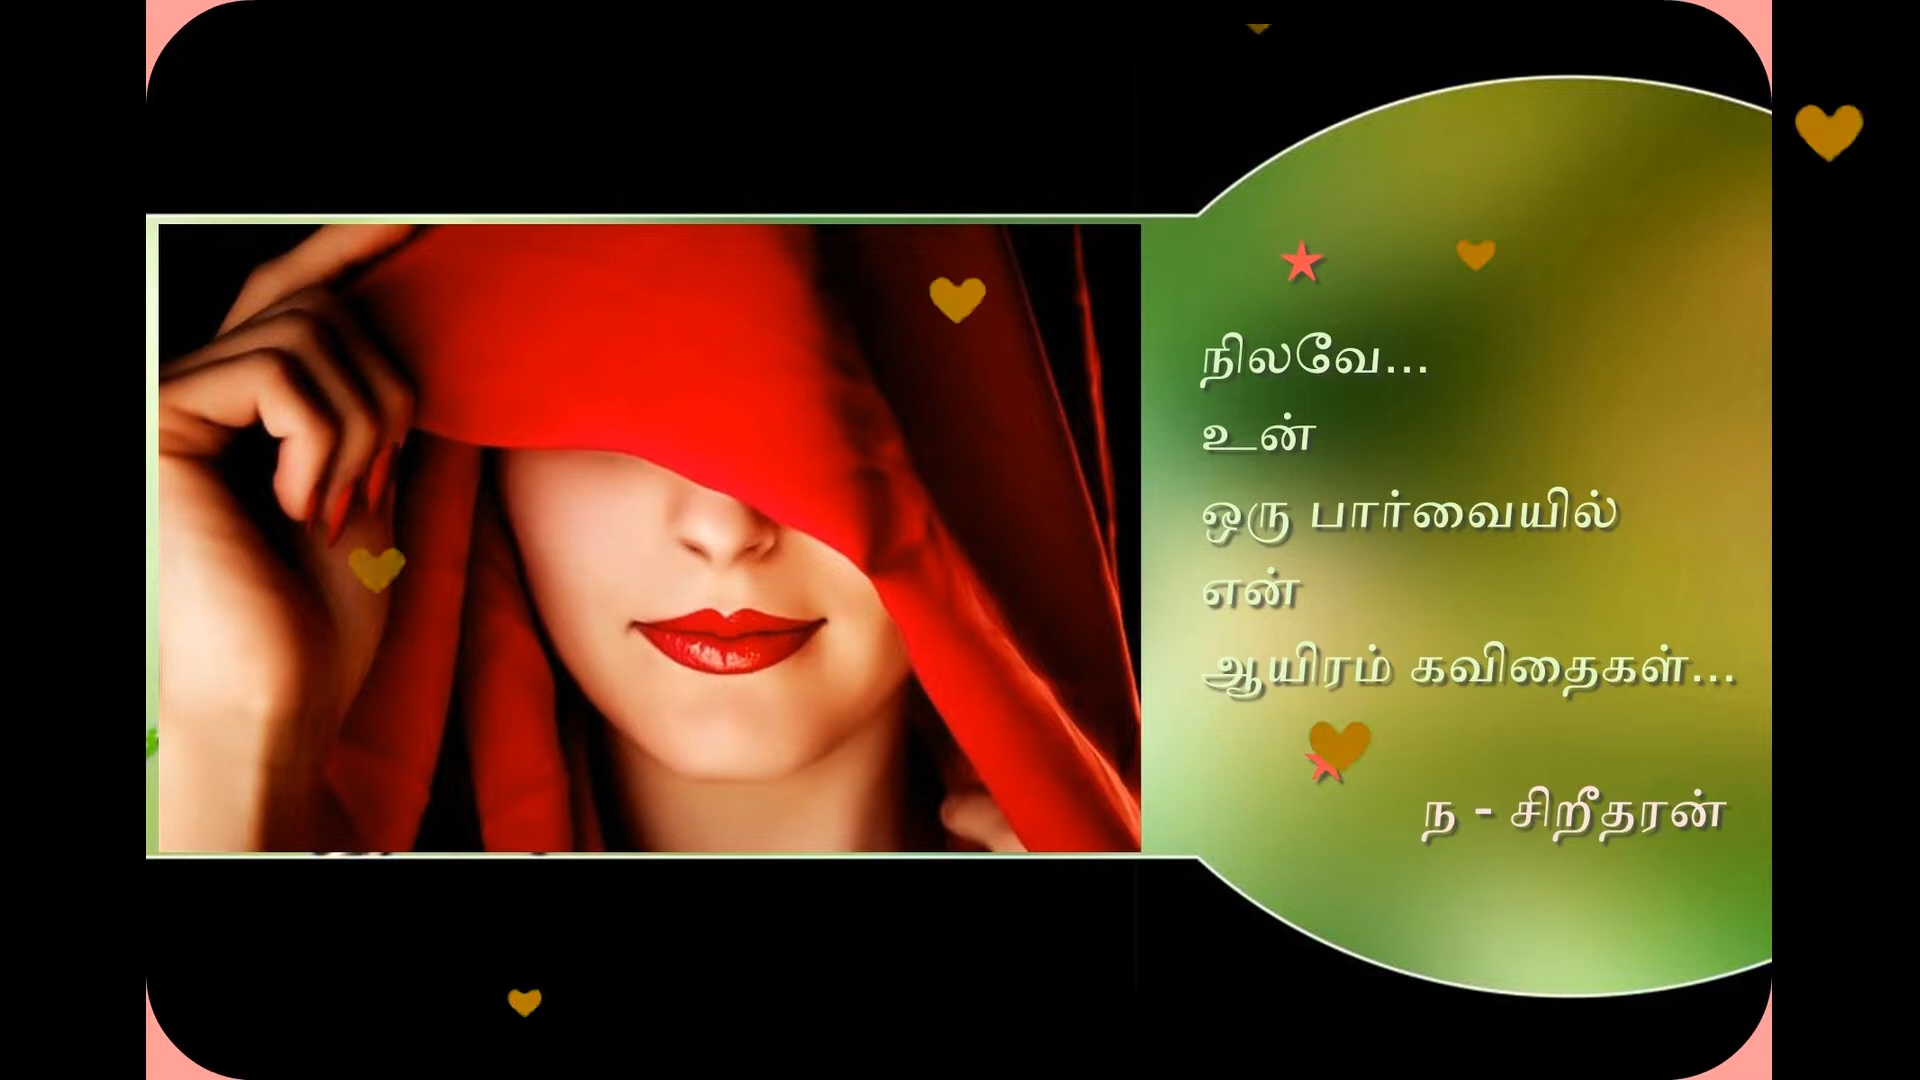 நிலவே...
உன்
ஒரு பார்வையில்
என்
ஆயிரம் கவிதைகள்...
ந - சிறீதரன்